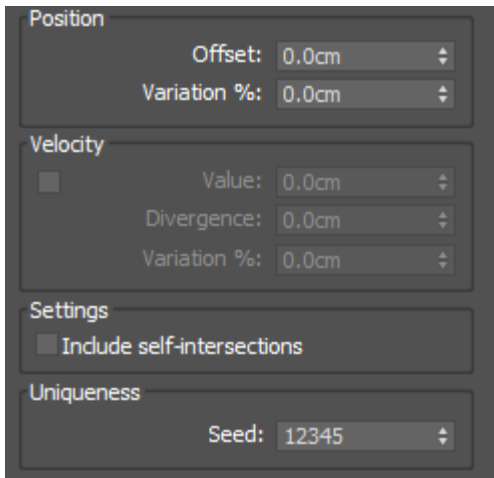 Position
Offset: 0.0cm
Variation %: 0.0cm
Velocity
Value: 0.0cm
Divergence: 0.0cm
Variation %: 0.0cm
Settings
Include self-intersections
Uniqueness
Seed: 12345